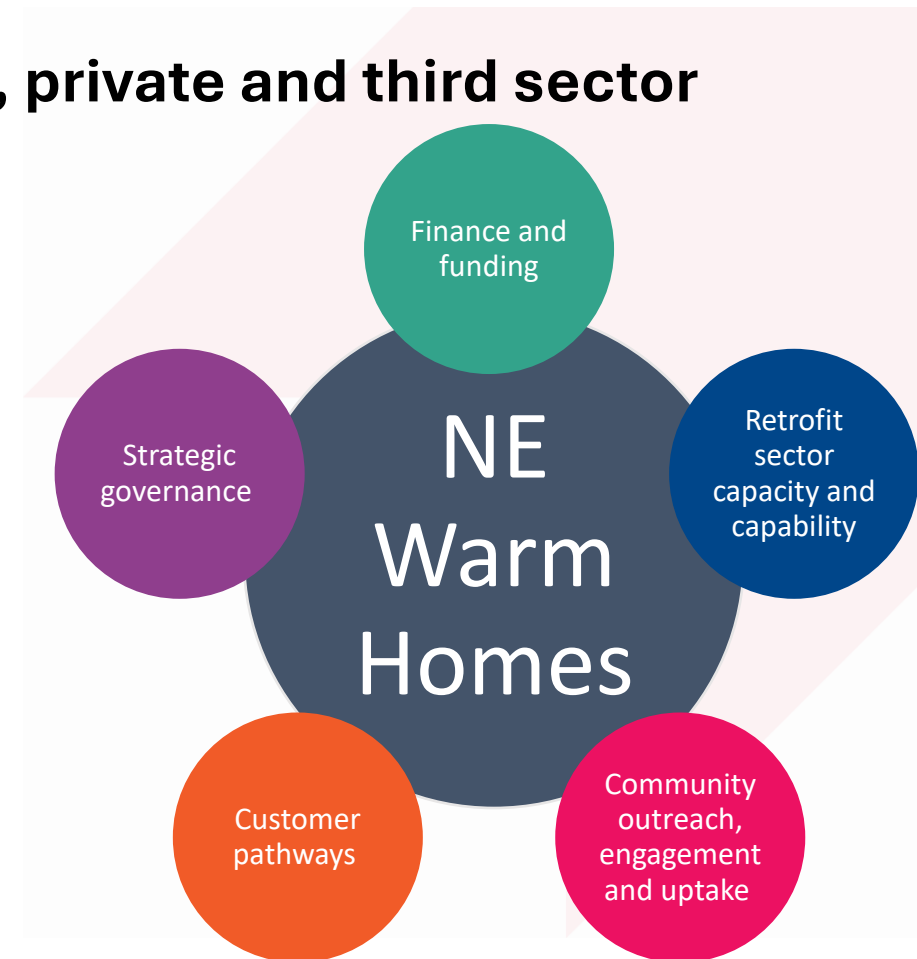 , private and third sector
Finance and
funding
Strategic
governance
NE
Warm
Homes
Retrofit
sector
capacity and
capability
Customer
pathways
Community
outreach,
engagement
and uptake